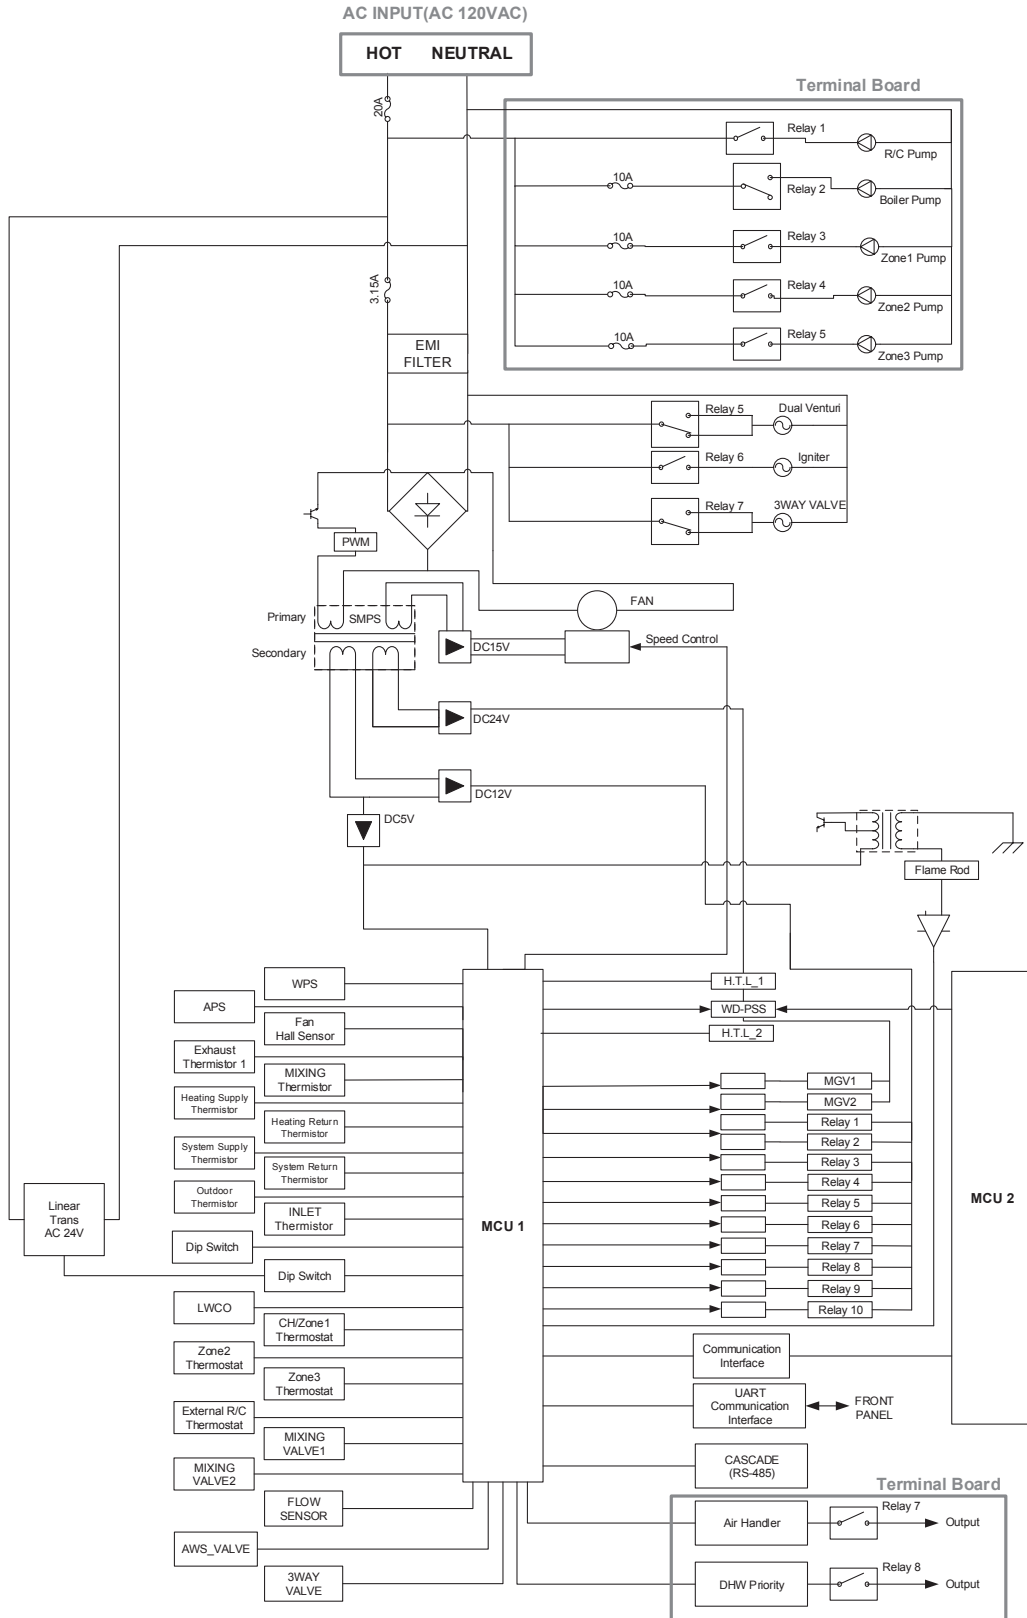 AC INPUT(AC 120VAC)
HOT NEUTRAL
20A
Terminal Board
Relay 1
R/C Pump
10A
Relay 2
Boiler Pump
10A
Relay 3
Zone1 Pump
10A
Relay 4
Zone2 Pump
10A
Relay 5
Zone3 Pump
3.15A
EMI
FILTER
Relay 5
Dual Venturi
Relay 6
Igniter
Relay 7
3WAY VALVE
PWM
Primary
SMPS
Secondary
FAN
DC15V
Speed Control
DC24V
DC12V
DC5V
Flame Rod
WPS
APS
Fan
Hall Sensor
Exhaust
Thermistor 1
MIXING
Thermistor
Heating Supply
Thermistor
Heating Return
Thermistor
System Supply
Thermistor
System Return
Thermistor
Outdoor
Thermistor
INLET
Thermistor
Linear
Trans
AC 24V
Dip Switch
Dip Switch
LWCO
CH/Zone1
Thermostat
Zone2
Thermostat
Zone3
Thermostat
External R/C
Thermostat
MIXING
VALVE1
MIXING
VALVE2
FLOW
SENSOR
AWS_VALVE
3WAY
VALVE
MCU 1
H.T.L_1
WD-PSS
H.T.L_2
MGV1
MGV2
Relay 1
Relay 2
Relay 3
Relay 4
Relay 5
Relay 6
Relay 7
Relay 8
Relay 9
Relay 10
MCU 2
Communication
Interface
UART
Communication
Interface
FRONT
PANEL
CASCADE
(RS-485)
Terminal Board
Air Handler
Relay 7
Output
DHW Priority
Relay 8
Output